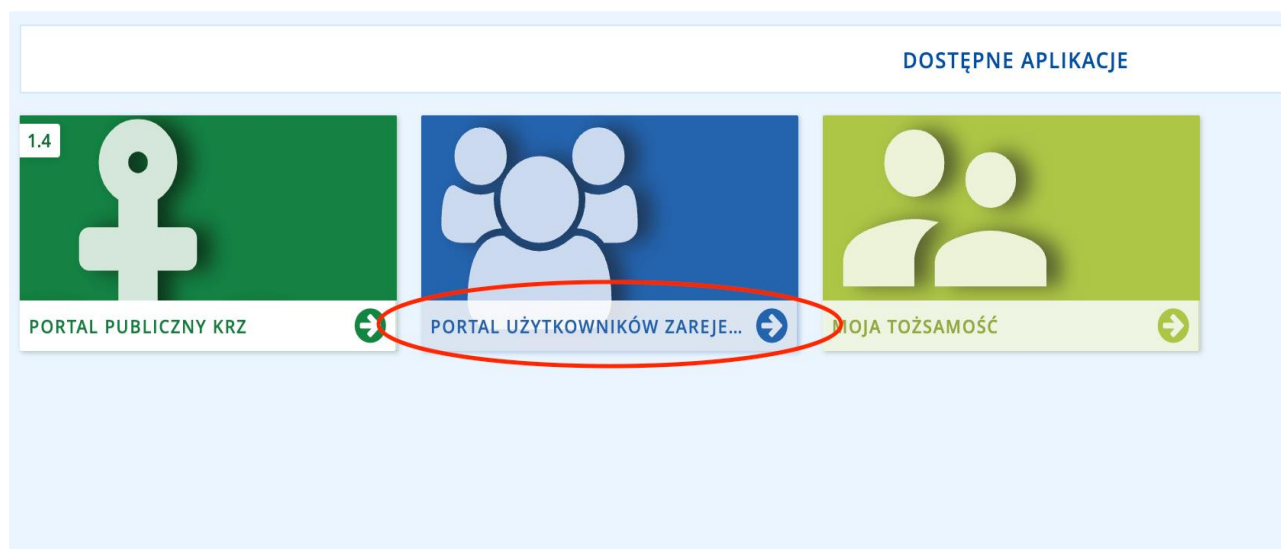 DOSTĘPNE APLIKACJE
1.4
PORTAL PUBLICZNY KRZ
PORTAL UŻYTKOWNIKÓW ZAREJE...
MOJA TOŻSAMOŚĆ